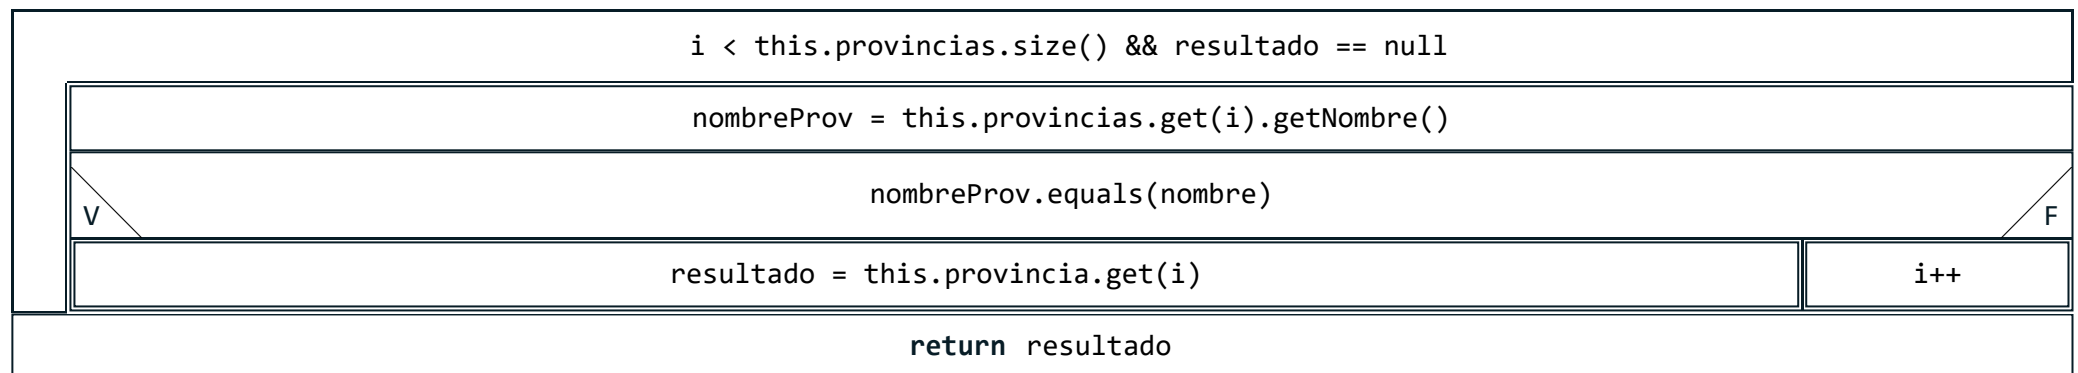 i < this.provincias.size() && resultado == null
nombreProv = this.provincias.get(i).getNombre()
nombreProv.equals(nombre)
V
F
resultado = this.provincia.get(i)
i++
return resultado